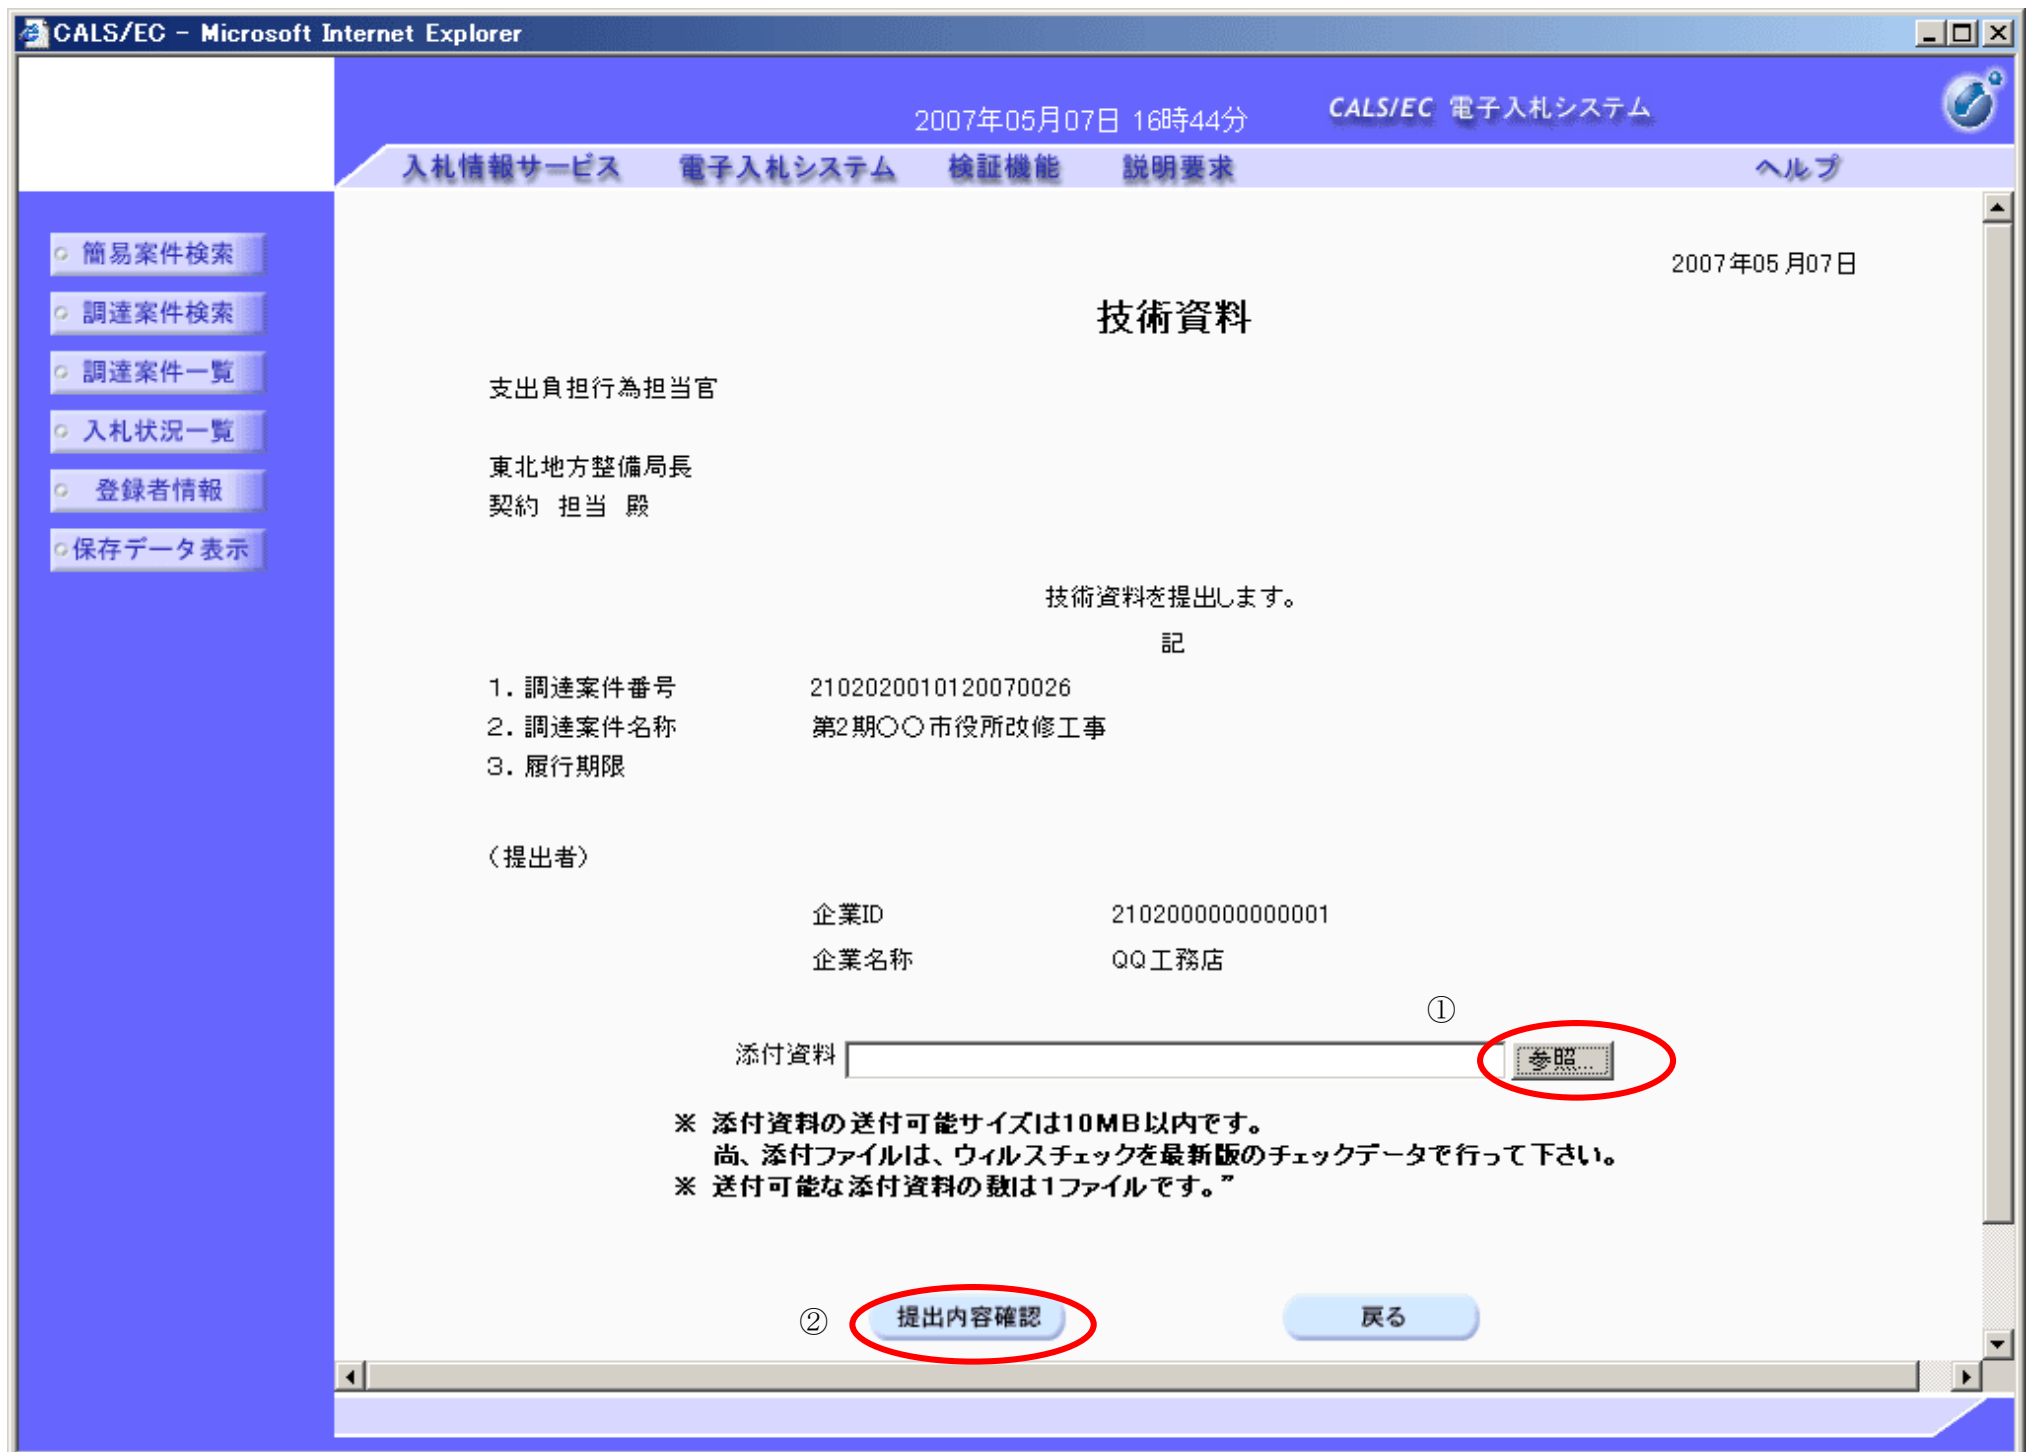 CALS/EC - Microsoft Internet Explorer
2007年05月07日 16時44分
CALS/EC 電子入札システム
入札情報サービス 電子入札システム 検証機能 説明要求 ヘルプ
簡易案件検索
調達案件検索
調達案件一覧
入札状況一覧
登録者情報
保存データ表示
2007年05月07日
技術資料
支出負担行為担当官
東北地方整備局長
契約 担当 殿
技術資料を提出します。
記
1. 調達案件番号 2102020010120070026
2. 調達案件名称 第2期〇〇市役所改修工事
3. 履行期限
(提出者)
企業ID 2102000000000001
企業名称 QQ工務店
①
添付資料 参照...
※ 添付資料の送付可能サイズは10MB以内です。
尚、添付ファイルは、ウィルスチェックを最新版のチェックデータで行って下さい。
※ 送付可能な添付資料の数は1ファイルです。”
② 提出内容確認 戻る